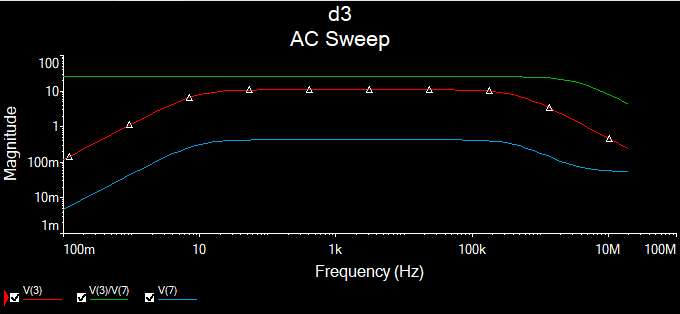 d3
AC Sweep
Magnitude
100
10
1
100m
10m
1m
100m 10 1k 100k 10M 100M
Frequency (Hz)
V(3) V(3)/V(7) V(7)